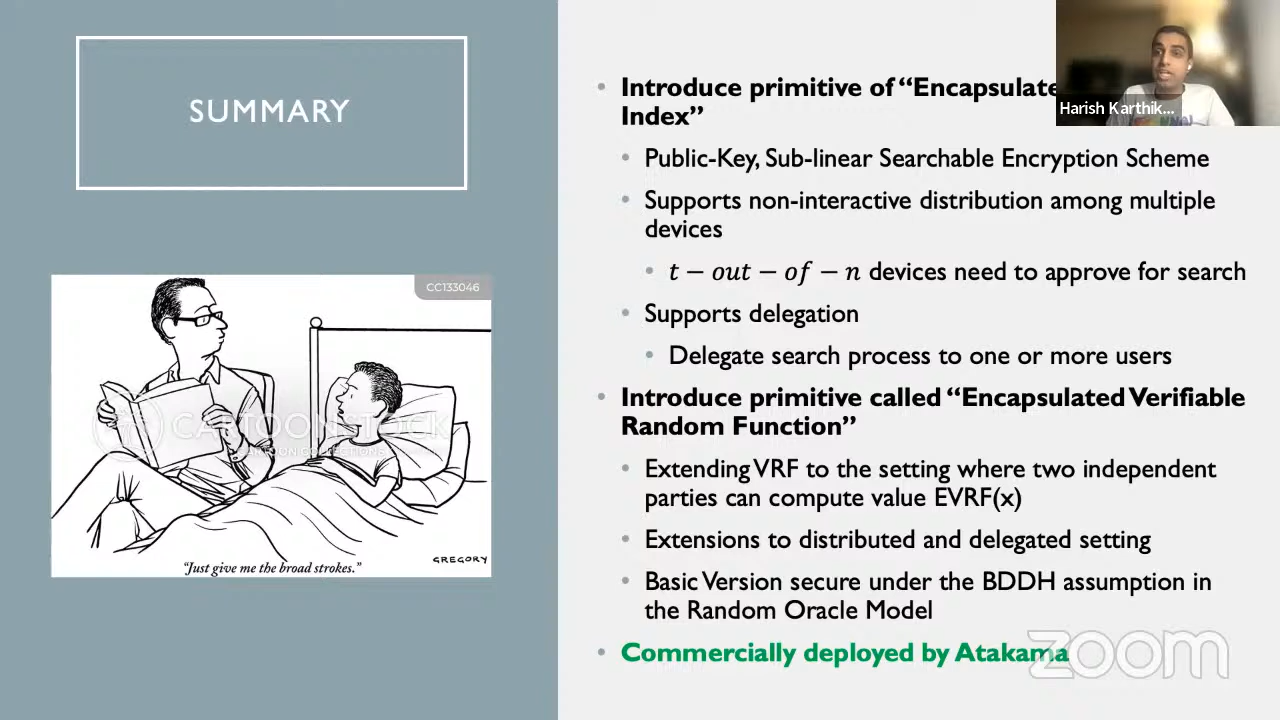 SUMMARY
CC133046
CARTOONSTOCK
CARTOON COLLECTIONS
GREGORY
"Just give me the broad strokes."
• Introduce primitive of “Encapsulate
Index”
• Public-Key, Sub-linear Searchable Encryption Scheme
• Supports non-interactive distribution among multiple
devices
• t − out − of − n devices need to approve for search
• Supports delegation
• Delegate search process to one or more users
• Introduce primitive called “Encapsulated Verifiable
Random Function”
• Extending VRF to the setting where two independent
parties can compute value EVRF(x)
• Extensions to distributed and delegated setting
• Basic Version secure under the BDDH assumption in
the Random Oracle Model
• Commercially deployed by Atakama
Harish Karthik...
zoom